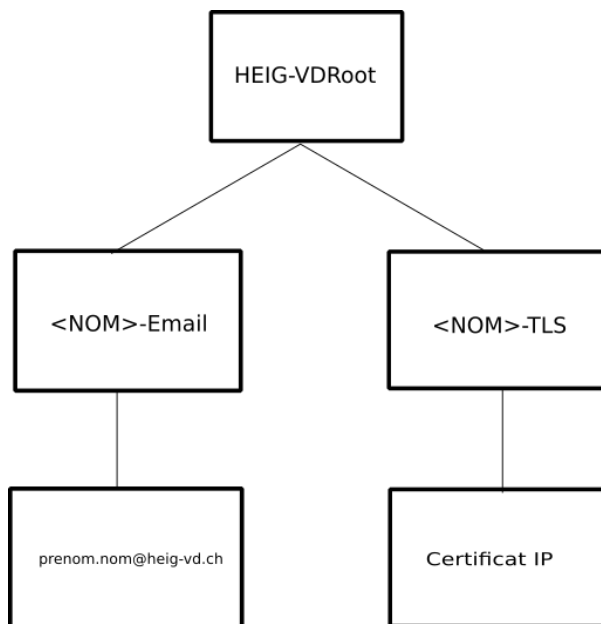 HEIG-VDRoot
<NOM>-Email
<NOM>-TLS
prenom.nom@heig-vd.ch
Certificat IP